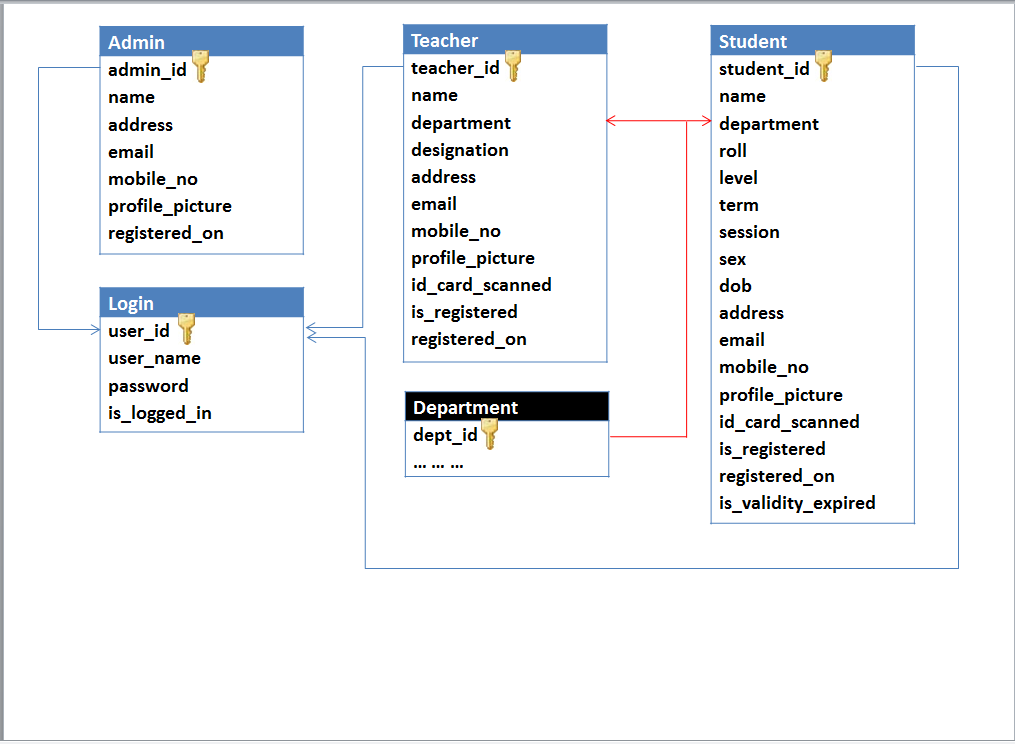 Admin
admin_id
name
address
email
mobile_no
profile_picture
registered_on
Login
user_id
user_name
password
is_logged_in
Teacher
teacher_id
name
department
designation
address
email
mobile_no
profile_picture
id_card_scanned
is_registered
registered_on
Department
dept_id
... ... ...
Student
student_id
name
department
roll
level
term
session
sex
dob
address
email
mobile_no
profile_picture
id_card_scanned
is_registered
registered_on
is_validity_expired